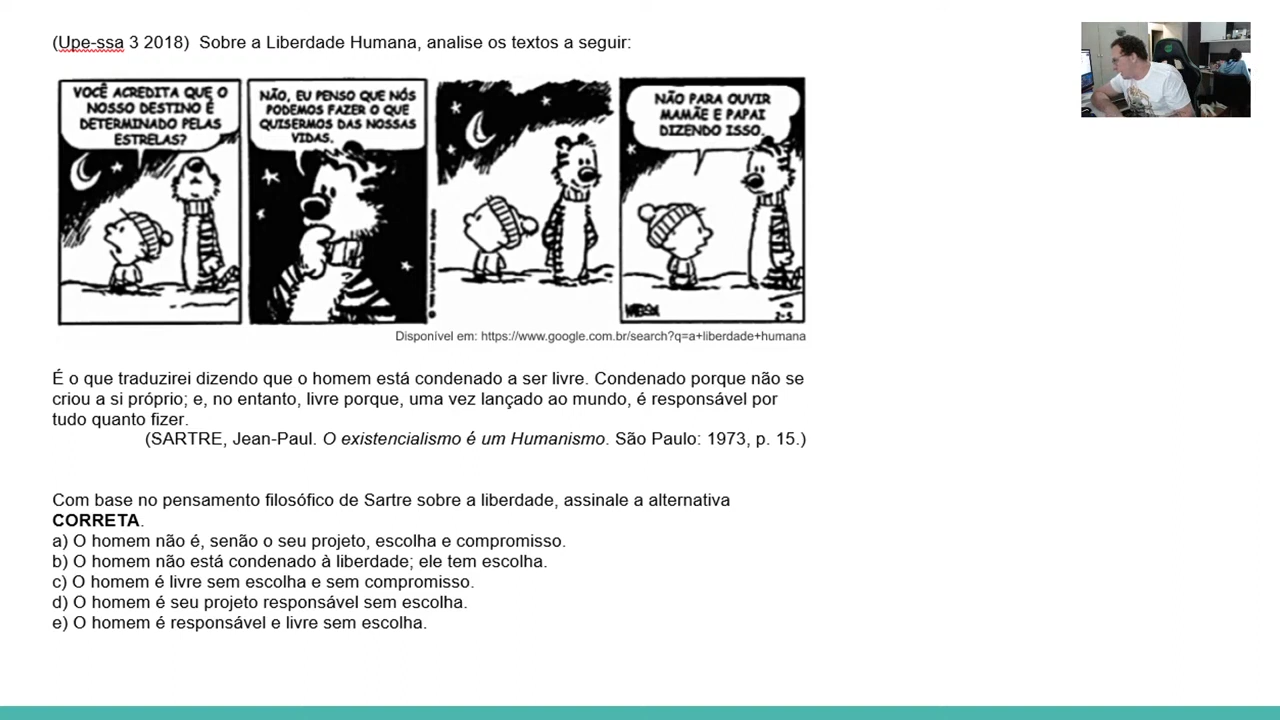 (Upe-ssa 3 2018)  Sobre a Liberdade Humana, analise os textos a seguir:
VOCÊ ACREDITA QUE O
NOSSO DESTINO É
DETERMINADO PELAS
ESTRELAS?
NÃO, EU PENSO QUE NÓS
PODEMOS FAZER O QUE
QUISERMOS DAS NOSSAS
VIDAS.
NÃO PARA OUVIR
MAMÃE E PAPAI
DIZENDO ISSO.
Disponível em: https://www.google.com.br/search?q=a+liberdade+humana
É o que traduzirei dizendo que o homem está condenado a ser livre. Condenado porque não se
criou a si próprio; e, no entanto, livre porque, uma vez lançado ao mundo, é responsável por
tudo quanto fizer.
(SARTRE, Jean-Paul. O existencialismo é um Humanismo. São Paulo: 1973, p. 15.)
Com base no pensamento filosófico de Sartre sobre a liberdade, assinale a alternativa
CORRETA.
a) O homem não é, senão o seu projeto, escolha e compromisso.
b) O homem não está condenado à liberdade; ele tem escolha.
c) O homem é livre sem escolha e sem compromisso.
d) O homem é seu projeto responsável sem escolha.
e) O homem é responsável e livre sem escolha.